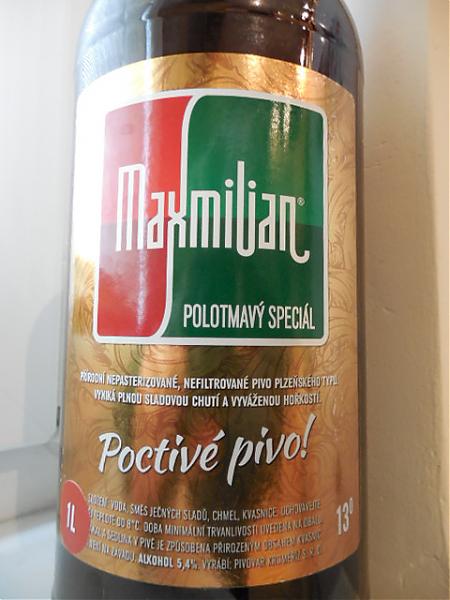 Maxmilian®
POLOTMAVÝ SPECIÁL
PŘÍRODNÍ NEPASTERIZOVANÉ, NEFILTROVANÉ PIVO PLZEŇSKÉHO TYPU.
VYNIKÁ PLNOU SLADOVOU CHUTÍ A VYVÁŽENOU HOŘKOSTÍ.
Poctivé pivo!
1L
SLOŽENÍ: VODA, SMĚS JEČNÝCH SLADŮ, CHMEL, KVASNICE. UCHOVÁVEJTE
PŘI TEPLOTĚ DO 8°C. DOBA MINIMÁLNÍ TRVANLIVOSTI UVEDENA NA OBALU.
A SEDLINA V PIVĚ JE ZPŮSOBENA PŘIROZENÝM OBSAHEM KVASNIC
NENÍ NA ZÁVADU. ALKOHOL 5,4%. VYRÁBÍ: PIVOVAR KROMĚŘÍŽ S. R. O.
13°